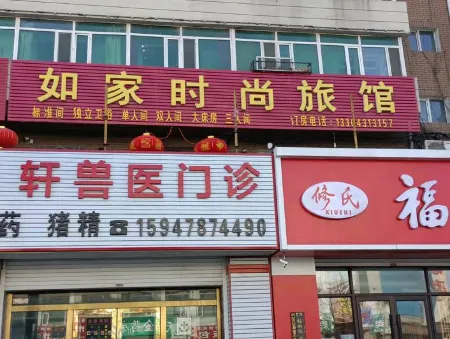 如家时尚旅馆
标准间 独立卫浴 单人间 双人间 大床房 三人间 订房电话:13304313157
轩兽医门诊
药 猪精☎15947874490
修氏
XIUSHI
福